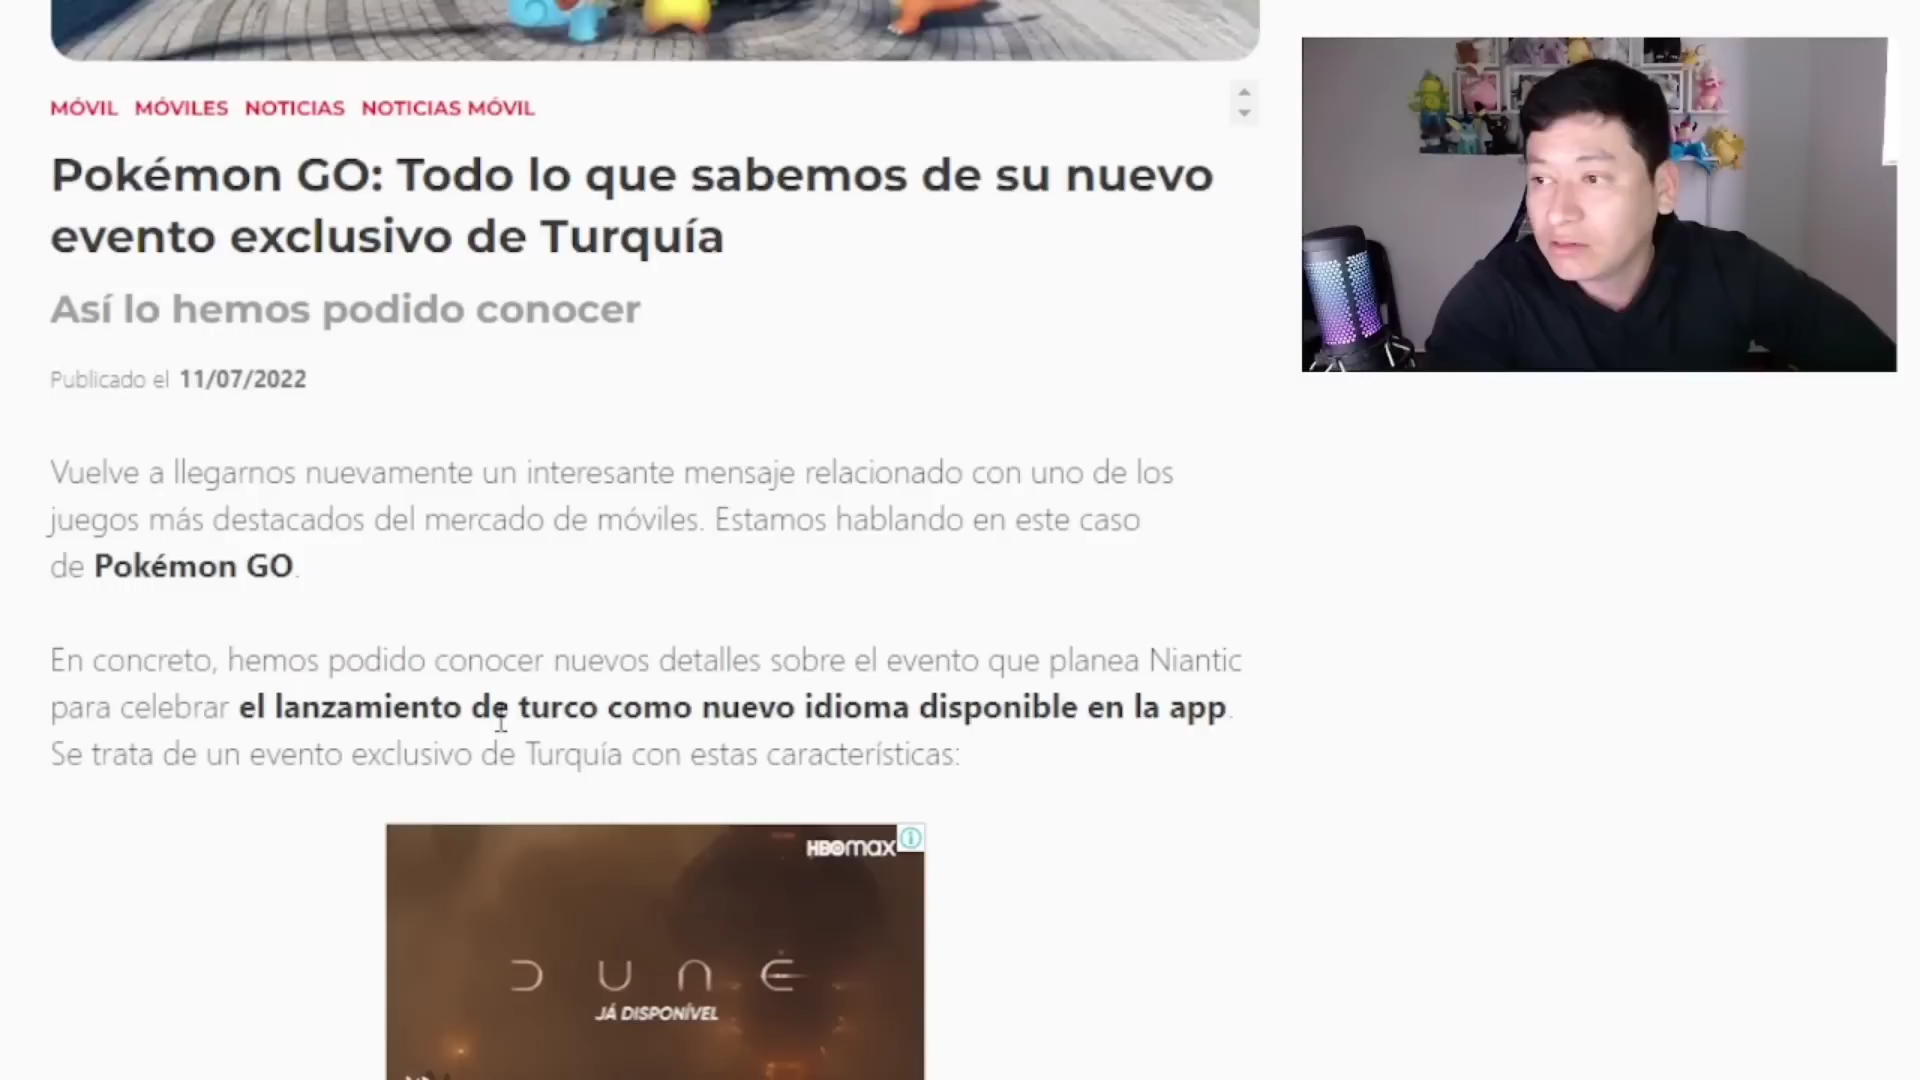 MÓVIL MÓVILES NOTICIAS NOTICIAS MÓVIL
Pokémon GO: Todo lo que sabemos de su nuevo
evento exclusivo de Turquía
Así lo hemos podido conocer
Publicado el 11/07/2022
Vuelve a llegarnos nuevamente un interesante mensaje relacionado con uno de los
juegos más destacados del mercado de móviles. Estamos hablando en este caso
de Pokémon GO.
En concreto, hemos podido conocer nuevos detalles sobre el evento que planea Niantic
para celebrar el lanzamiento de turco como nuevo idioma disponible en la app.
Se trata de un evento exclusivo de Turquía con estas características:
HBOmax
DUNE
JÁ DISPONÍVEL